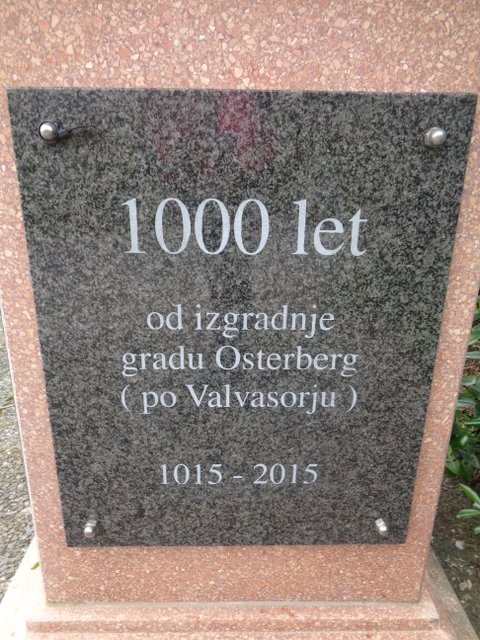 1000 let
od izgradnje
gradu Osterberg
( po Valvasorju )
1015 - 2015